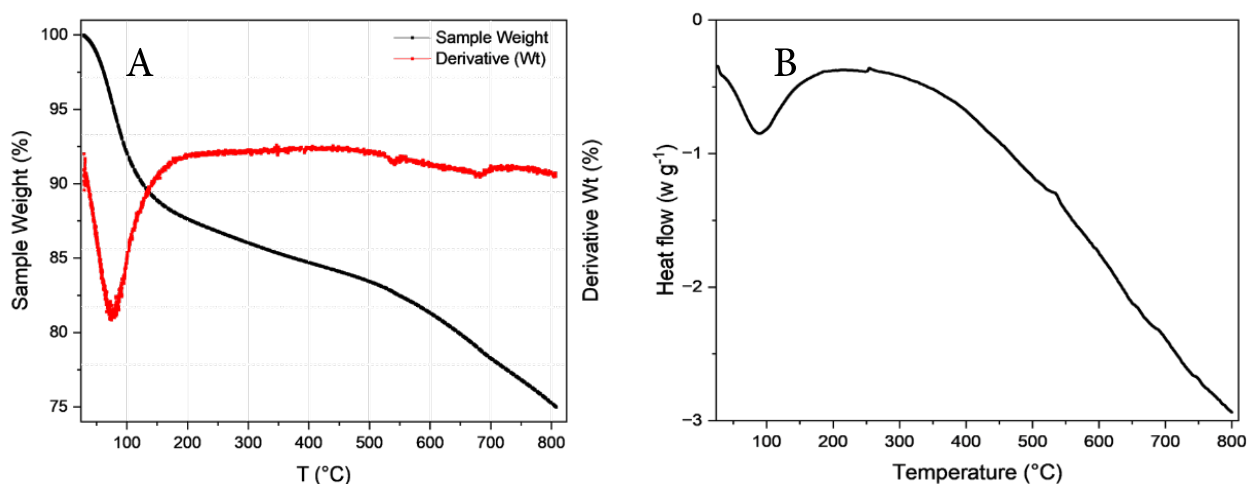 A
Sample Weight
Derivative (Wt)
Sample Weight (%)
100
95
90
85
80
75
100 200 300 400 500 600 700 800
T (°C)
Derivative Wt (%)
B
Heat flow (w g-1)
0
−1
−2
−3
100 200 300 400 500 600 700 800
Temperature (°C)